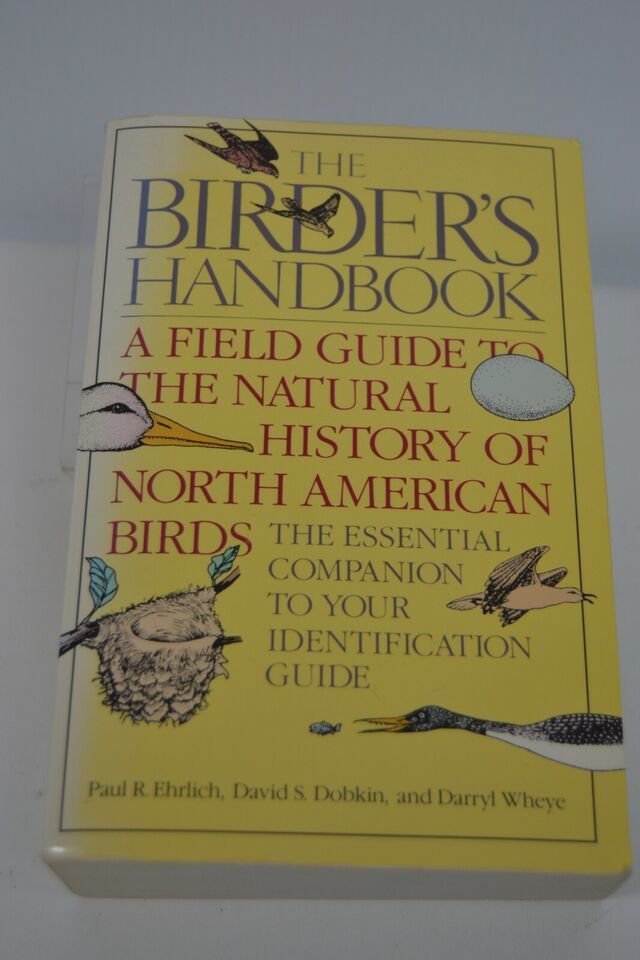 THE
BIRDER'S
HANDBOOK
A FIELD GUIDE TO
THE NATURAL
HISTORY OF
NORTH AMERICAN
BIRDS
THE ESSENTIAL
COMPANION
TO YOUR
IDENTIFICATION
GUIDE
Paul R. Ehrlich, David S. Dobkin, and Darryl Wheye